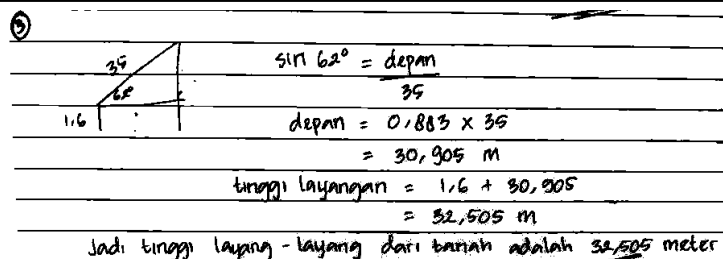 ③
35
62°
1,6
sin 62° = depan
35
depan = 0,883 x 35
= 30,905 m
tinggi layangan = 1,6 + 30,905
= 32,505 m
Jadi tinggi layang-layang dari tanah adalah 32,505 meter